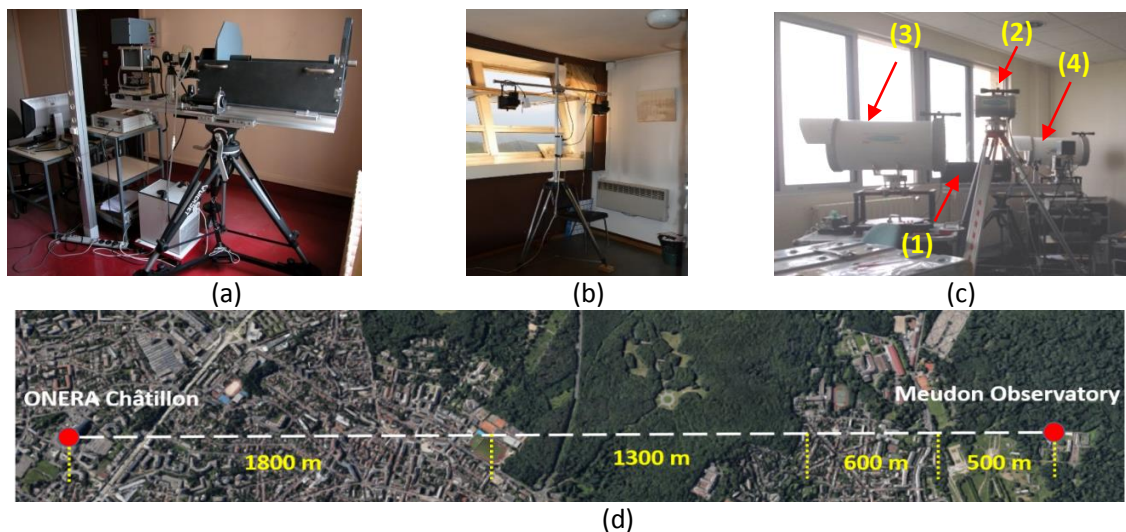 (3)
(2)
(4)
(1)
(a)
(b)
(c)
ONERA Châtillon
Meudon Observatory
1800 m
1300 m
600 m
500 m
(d)